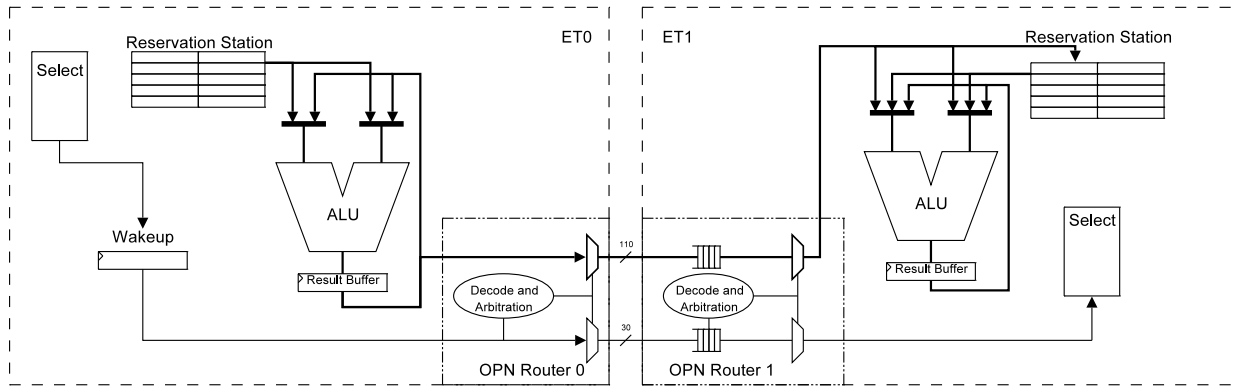 ET0
ET1
Reservation Station
Reservation Station
Select
ALU
ALU
Select
Wakeup
110
Result Buffer
Result Buffer
Decode and
Arbitration
Decode and
Arbitration
30
OPN Router 0
OPN Router 1